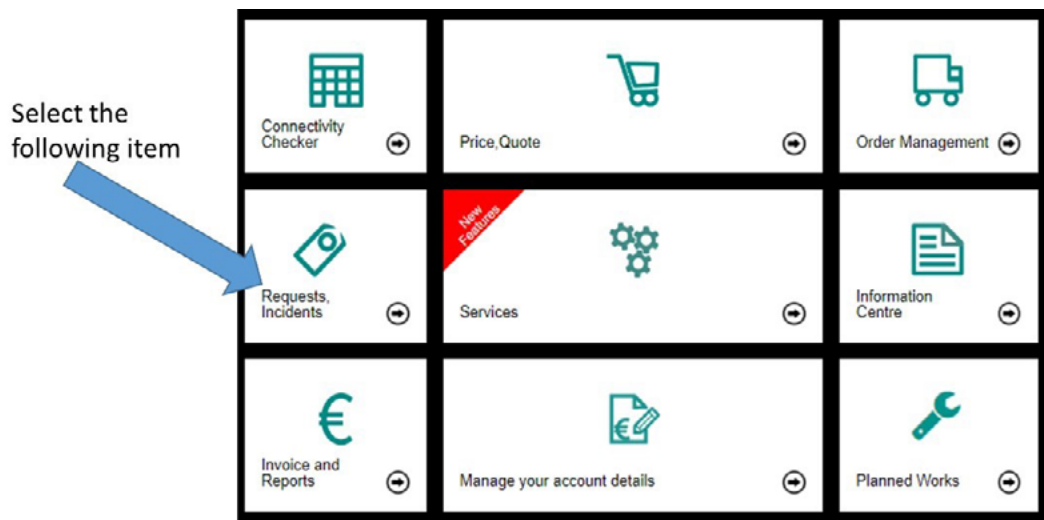 Select the
following item
Connectivity
Checker
Price,Quote
Order Management
Requests,
Incidents
New
Features
Services
Information
Centre
Invoice and
Reports
Manage your account details
Planned Works